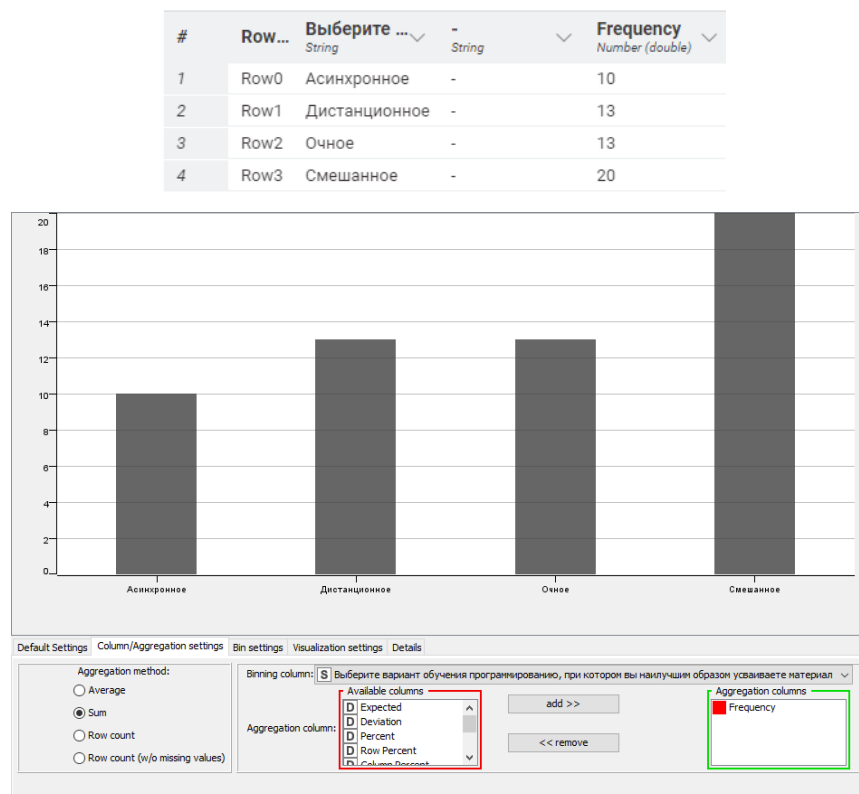 # Row... Выберите ... - Frequency
String String Number (double)
1 Row0 Асинхронное - 10
2 Row1 Дистанционное - 13
3 Row2 Очное - 13
4 Row3 Смешанное - 20
20
18
16
14
12
10
8
6
4
2
0
Асинхронное Дистанционное Очное Смешанное
Default Settings Column/Aggregation settings Bin settings Visualization settings Details
Aggregation method:
Average
Sum
Row count
Row count (w/o missing values)
Binning column: S Выберите вариант обучения программированию, при котором вы наилучшим образом усваиваете материал
Aggregation column:
Available columns
D Expected
D Deviation
D Percent
D Row Percent
D Column Percent
add >>
<< remove
Aggregation columns
Frequency